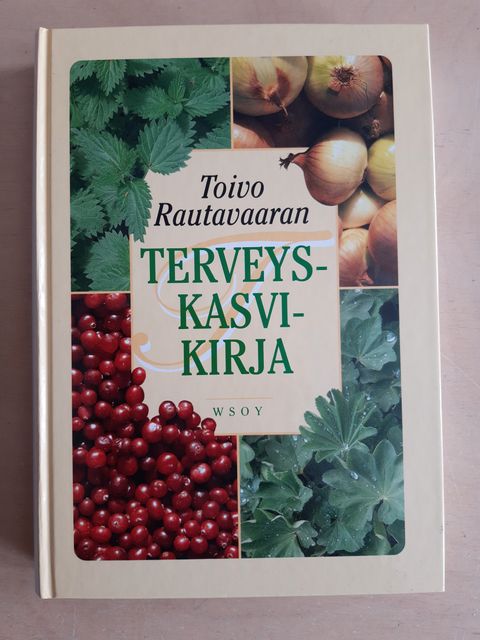 Toivo
Rautavaaran
TERVEYS-
KASVI-
KIRJA
WSOY